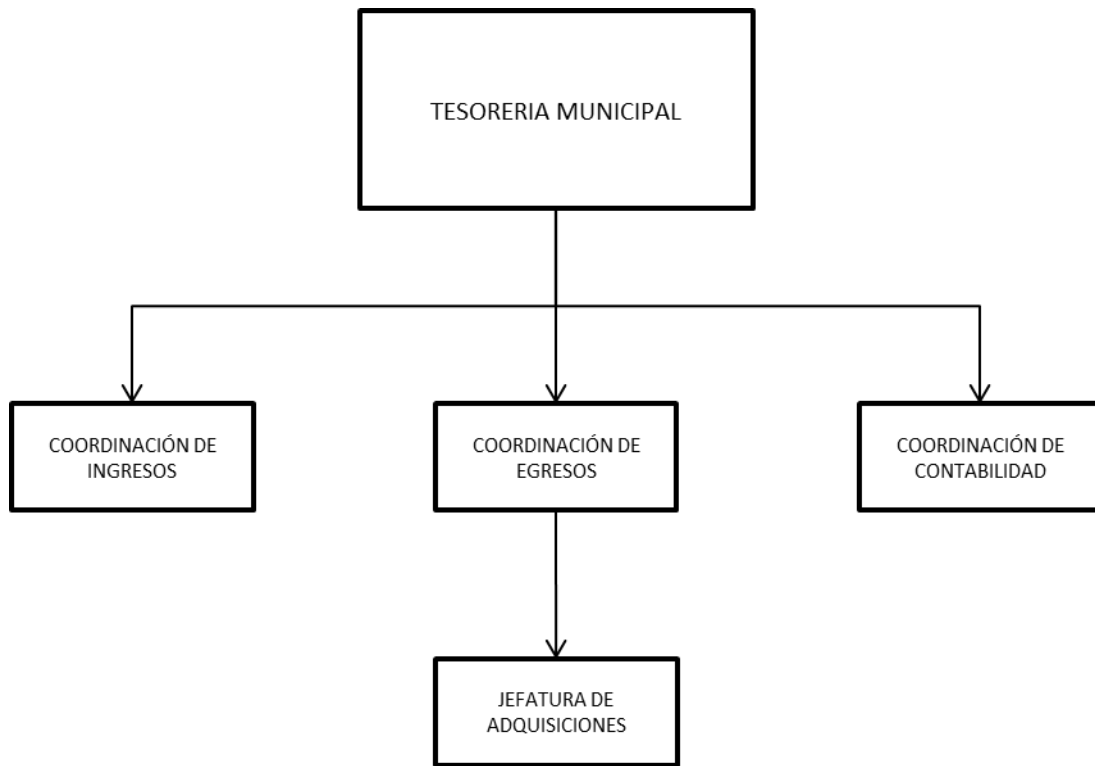 TESORERIA MUNICIPAL
COORDINACIÓN DE
INGRESOS
COORDINACIÓN DE
EGRESOS
COORDINACIÓN DE
CONTABILIDAD
JEFATURA DE
ADQUISICIONES